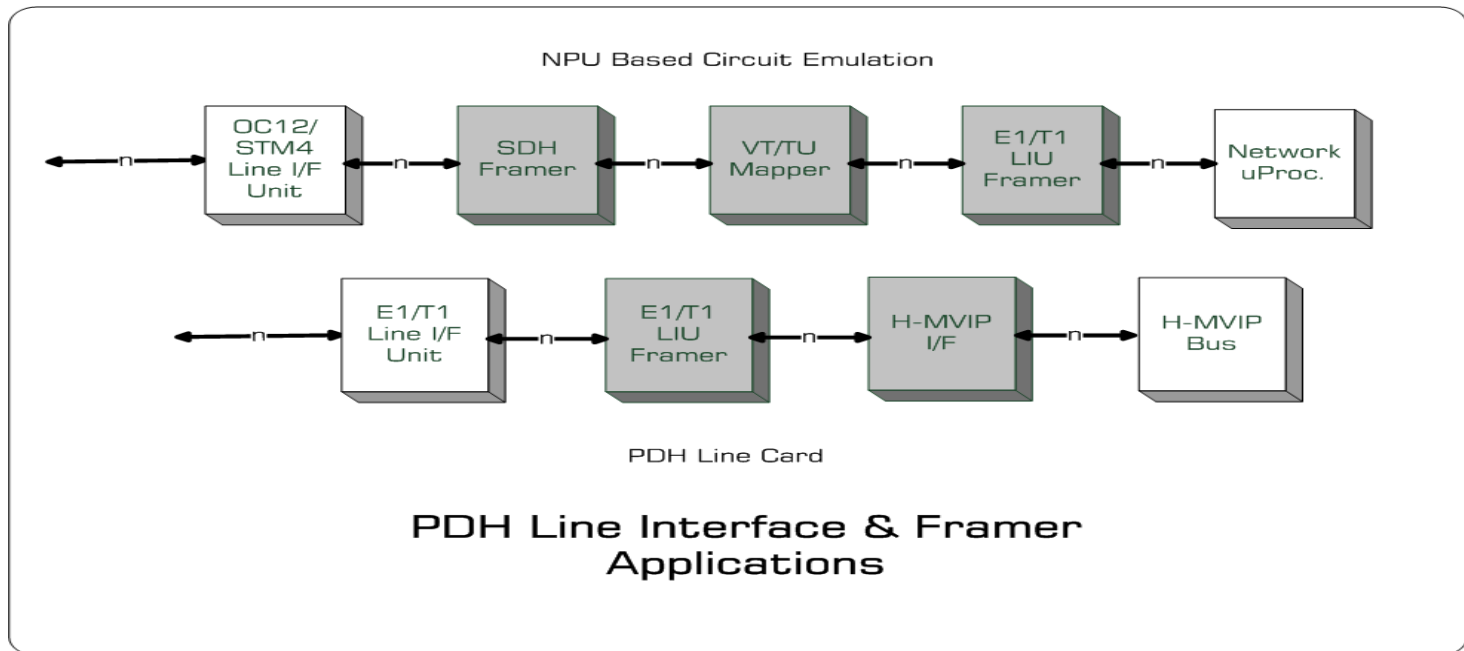 NPU Based Circuit Emulation
OC12/
STM4
Line I/F
Unit
SDH
Framer
VT/TU
Mapper
E1/T1
LIU
Framer
Network
uProc.
n
n
n
n
n
E1/T1
Line I/F
Unit
E1/T1
LIU
Framer
H-MVIP
I/F
H-MVIP
Bus
n
n
n
n
PDH Line Card
PDH Line Interface & Framer
Applications